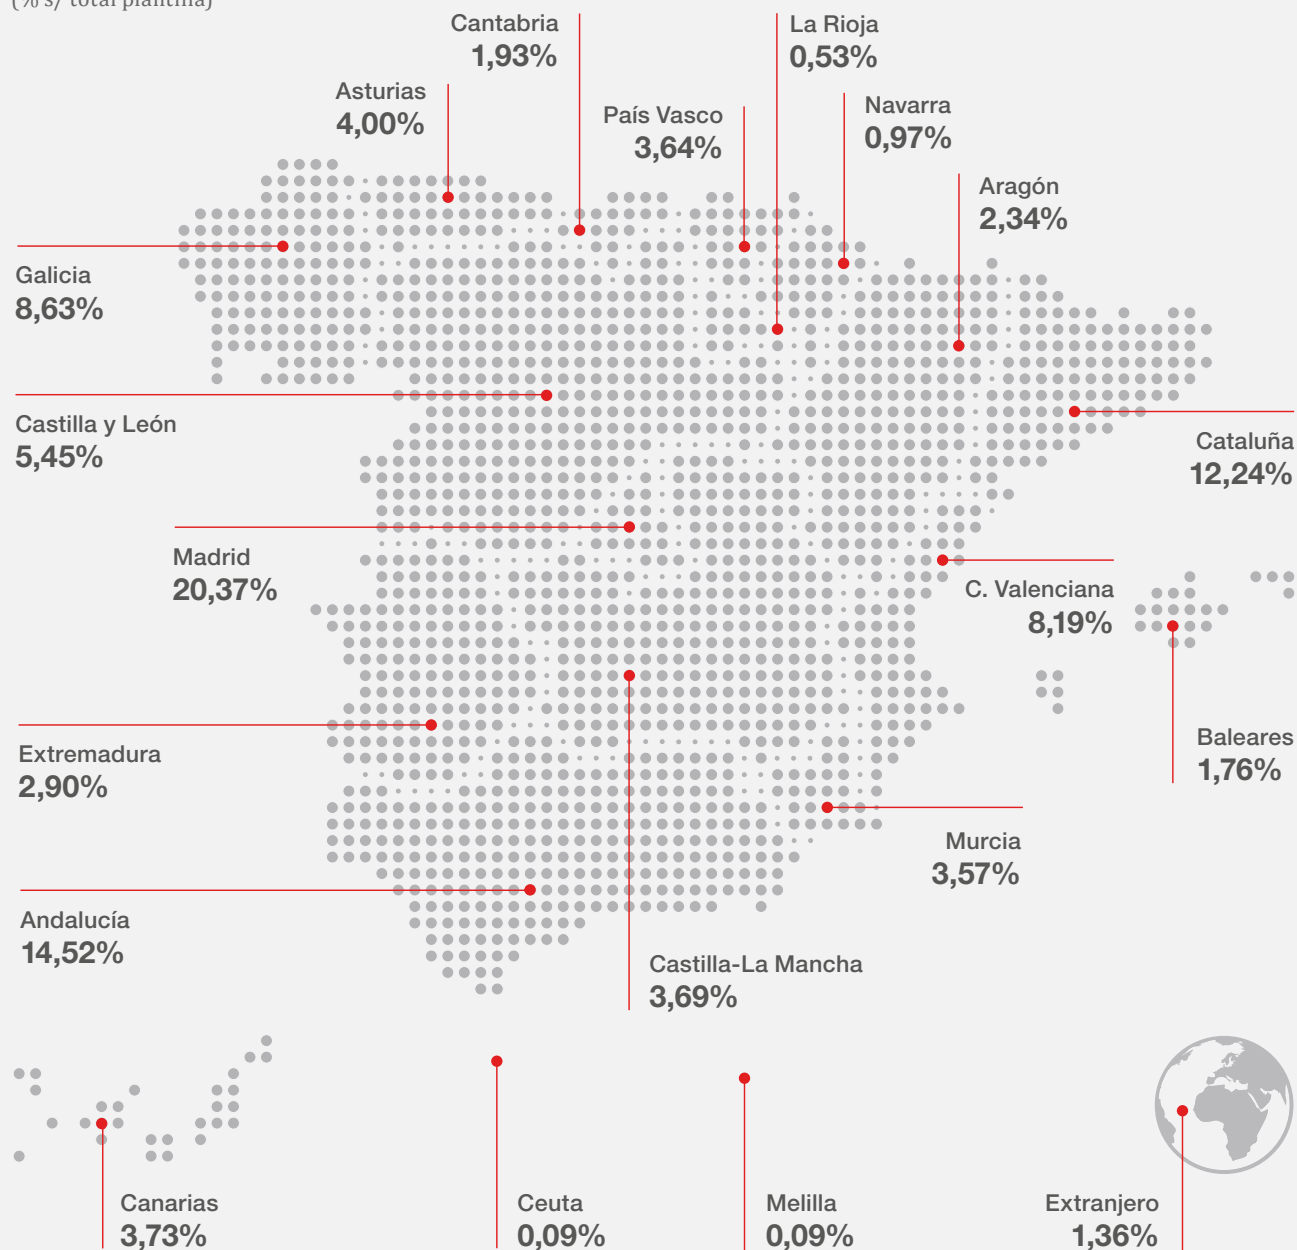 (% s/ total plantilla)
Cantabria
1,93%
La Rioja
0,53%
Asturias
4,00%
País Vasco
3,64%
Navarra
0,97%
Aragón
2,34%
Galicia
8,63%
Castilla y León
5,45%
Cataluña
12,24%
Madrid
20,37%
C. Valenciana
8,19%
Extremadura
2,90%
Baleares
1,76%
Murcia
3,57%
Andalucía
14,52%
Castilla-La Mancha
3,69%
Canarias
3,73%
Ceuta
0,09%
Melilla
0,09%
Extranjero
1,36%